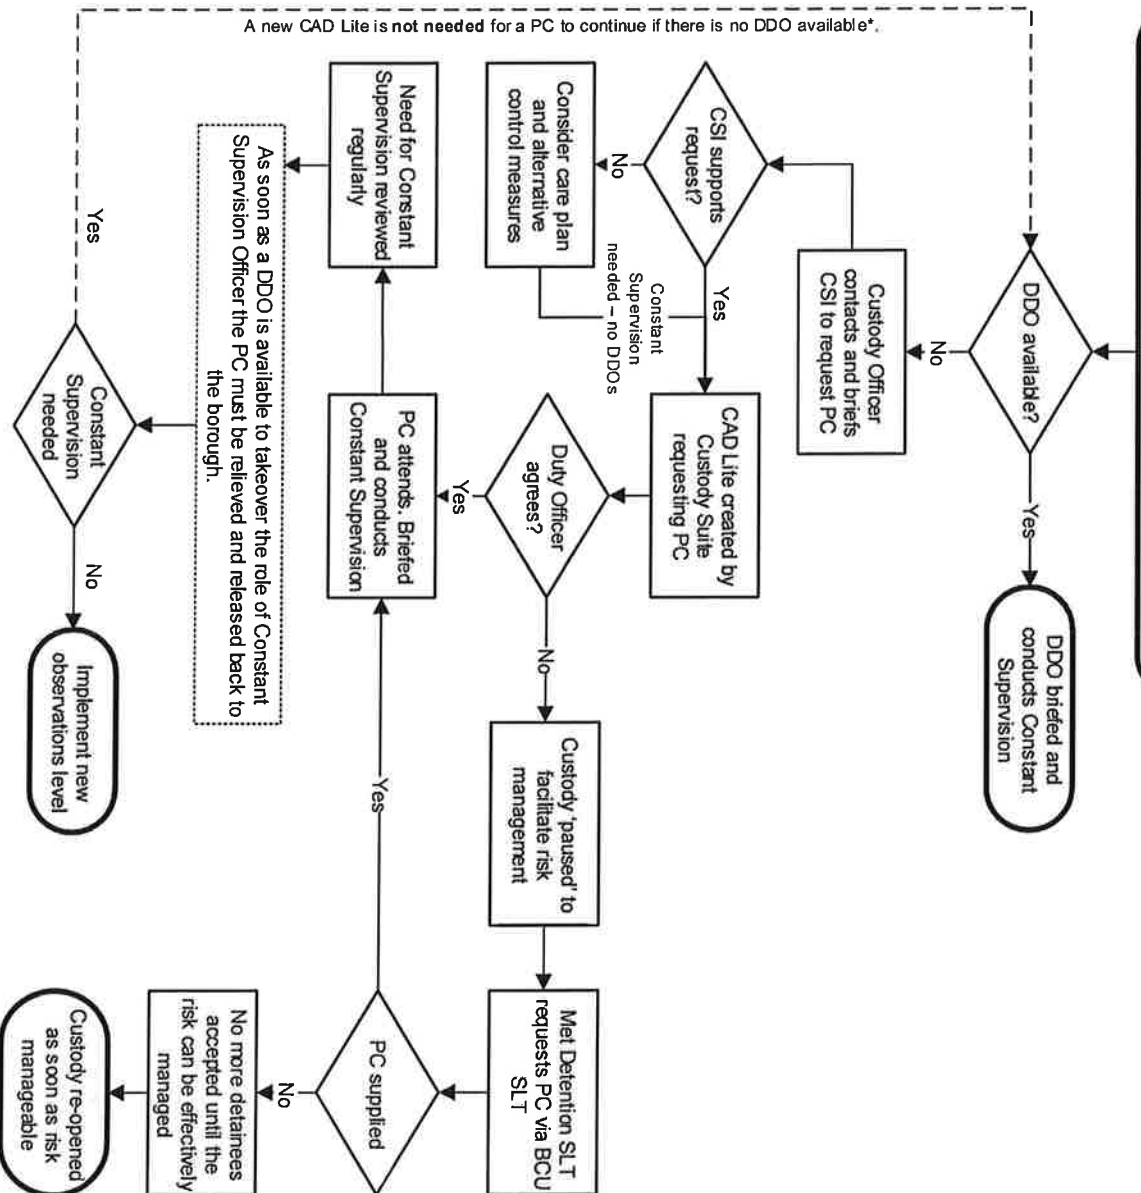 DDO available?
Yes
DDO briefed and
conducts Constant
Supervision
No
Custody Officer
contacts and briefs
CSI to request PC
CSI supports
request?
Yes
No
Consider care plan
and alternative
control measures
Constant
Supervision
needed – no DDOs
CAD Lite created by
Custody Suite
requesting PC
Duty Officer
agrees?
No
Custody 'paused' to
facilitate risk
management
Met Detention SLT
requests PC via BCU
SLT
PC supplied
Yes
No
No more detainees
accepted until the
risk can be effectively
managed
Custody re-opened
as soon as risk
manageable
Yes
PC attends. Briefed
and conducts
Constant Supervision
Need for Constant
Supervision reviewed
regularly
As soon as a DDO is available to takeover the role of Constant
Supervision Officer the PC must be relieved and released back to
the borough.
Constant
Supervision
needed
No
Implement new
observations level
Yes
A new CAD Lite is not needed for a PC to continue if there is no DDO available*.